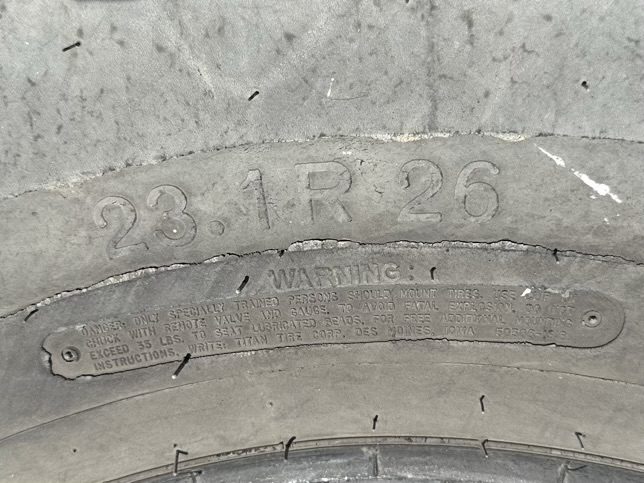 23.1 R 26
WARNING:
DANGER: ONLY SPECIALLY TRAINED PERSONS SHOULD MOUNT TIRES. USE
CHUCK WITH REMOTE VALVE AND GAUGE. TO AVOID FATAL EXPLOSION, DO NOT
EXCEED 35 LBS. TO SEAT LUBRICATED BEADS. FOR FREE ADDITIONAL MOUNTING
INSTRUCTIONS, WRITE: TITAN TIRE CORP. DES MOINES, IOWA